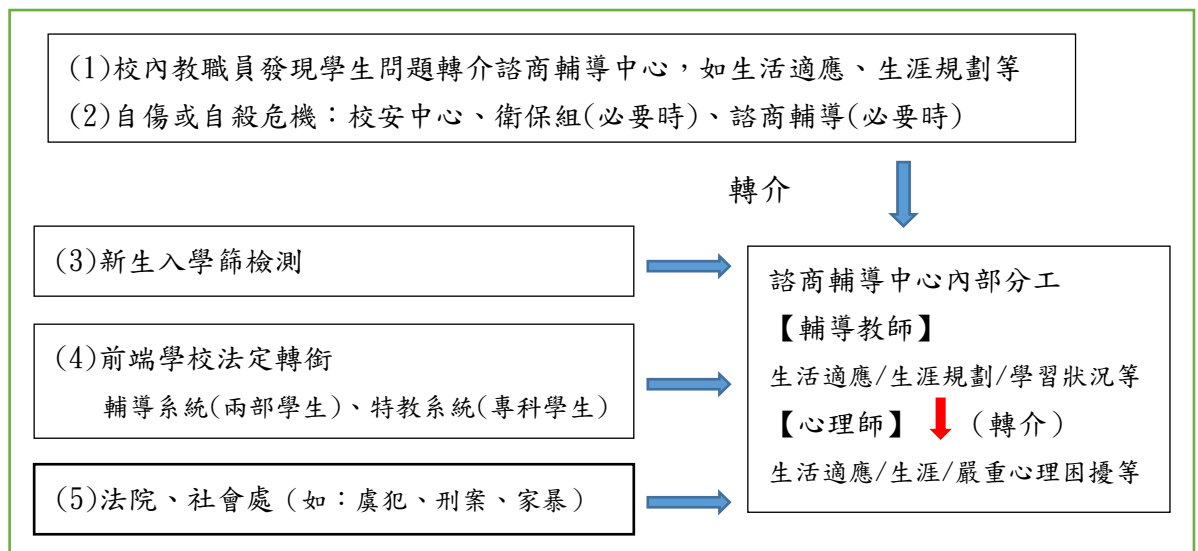 (1)校內教職員發現學生問題轉介諮商輔導中心，如生活適應、生涯規劃等
(2)自傷或自殺危機：校安中心、衛保組(必要時)、諮商輔導(必要時)
轉介
(3)新生入學篩檢測
(4)前端學校法定轉銜
輔導系統(兩部學生)、特教系統(專科學生)
(5)法院、社會處（如：虞犯、刑案、家暴）
諮商輔導中心內部分工
【輔導教師】
生活適應/生涯規劃/學習狀況等
【心理師】 （轉介）
生活適應/生涯/嚴重心理困擾等